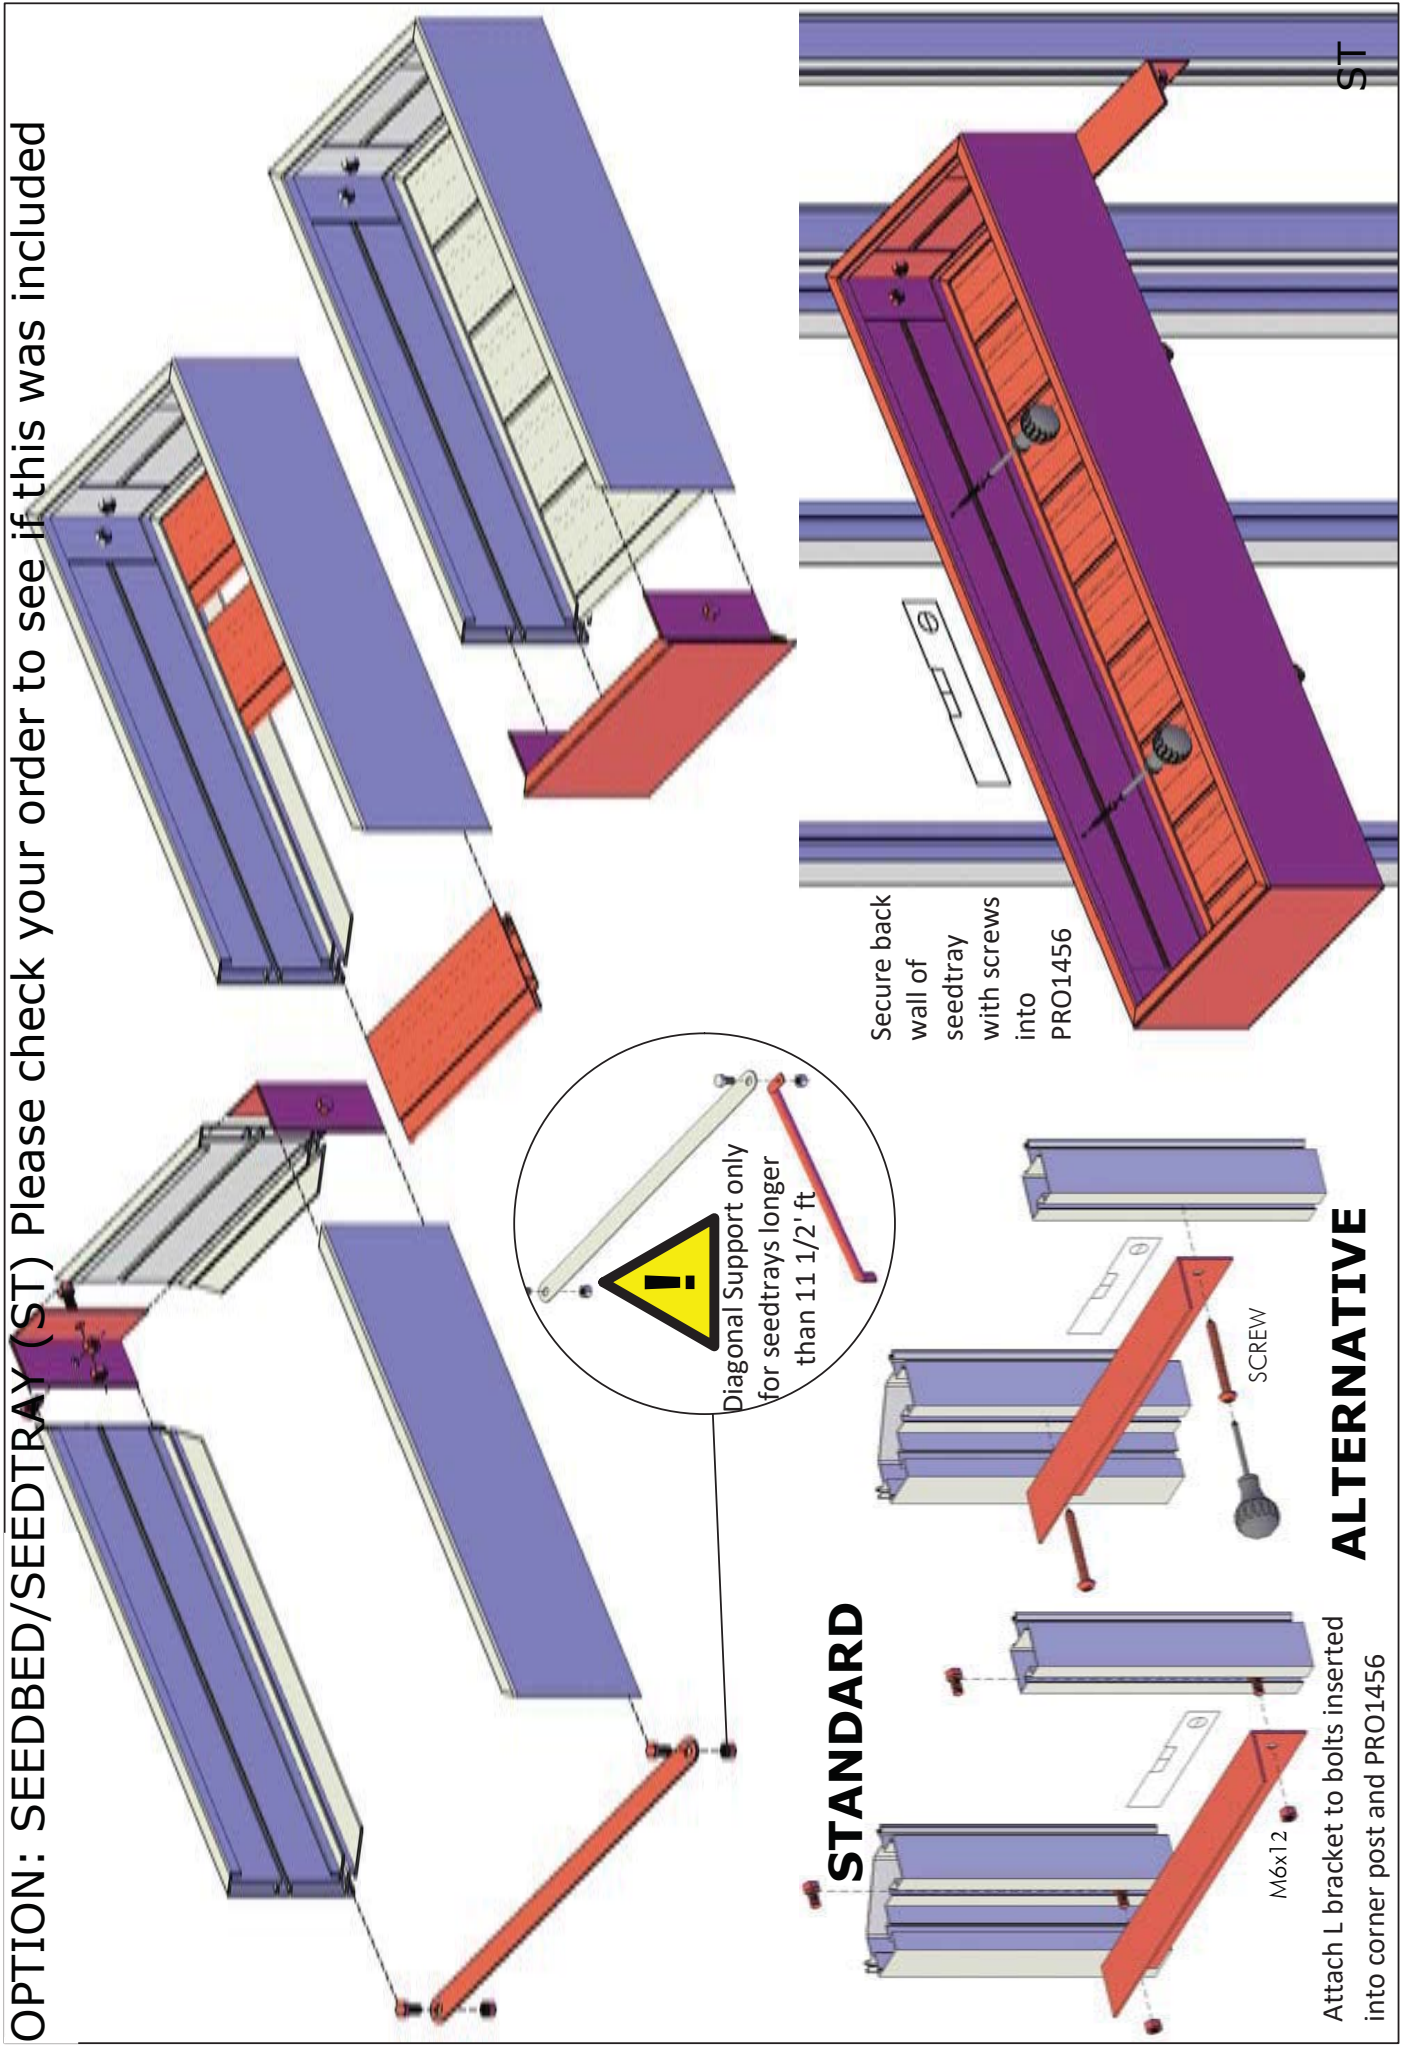 OPTION: SEEDBED/SEEDTRAY (ST) Please check your order to see if this was included
Diagonal Support only
for seedtrays longer
than 11 1/2' ft
STANDARD
M6x12
Attach L bracket to bolts inserted
into corner post and PRO1456
SCREW
ALTERNATIVE
Secure back
wall of
seedtray
with screws
into
PRO1456
ST